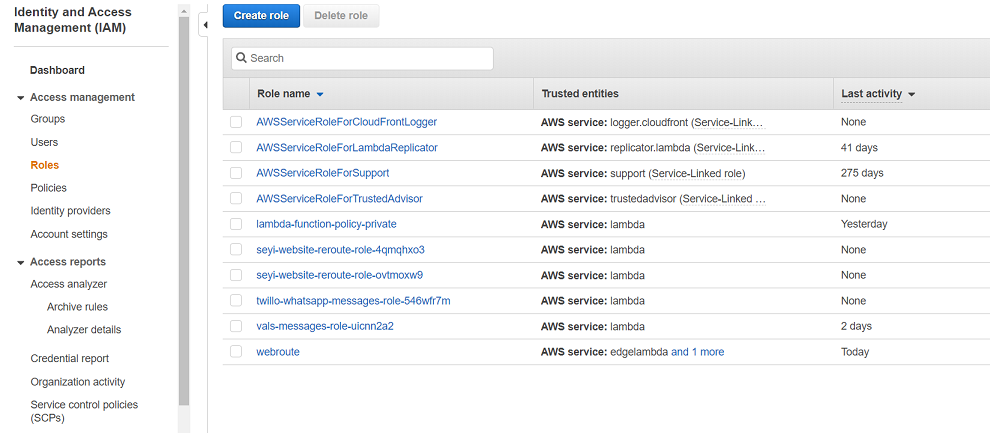 Identity and Access
Management (IAM)
Dashboard
Access management
Groups
Users
Roles
Policies
Identity providers
Account settings
Access reports
Access analyzer
Archive rules
Analyzer details
Credential report
Organization activity
Service control policies
(SCPs)
Create role Delete role
Search
Role name Trusted entities Last activity
AWSServiceRoleForCloudFrontLogger AWS service: logger.cloudfront (Service-Link… None
AWSServiceRoleForLambdaReplicator AWS service: replicator.lambda (Service-Link… 41 days
AWSServiceRoleForSupport AWS service: support (Service-Linked role) 275 days
AWSServiceRoleForTrustedAdvisor AWS service: trustedadvisor (Service-Linked … None
lambda-function-policy-private AWS service: lambda Yesterday
seyi-website-reroute-role-4qmqhxo3 AWS service: lambda None
seyi-website-reroute-role-ovtmoxw9 AWS service: lambda None
twillo-whatsapp-messages-role-546wfr7m AWS service: lambda None
vals-messages-role-uicnn2a2 AWS service: lambda 2 days
webroute AWS service: edgelambda and 1 more Today